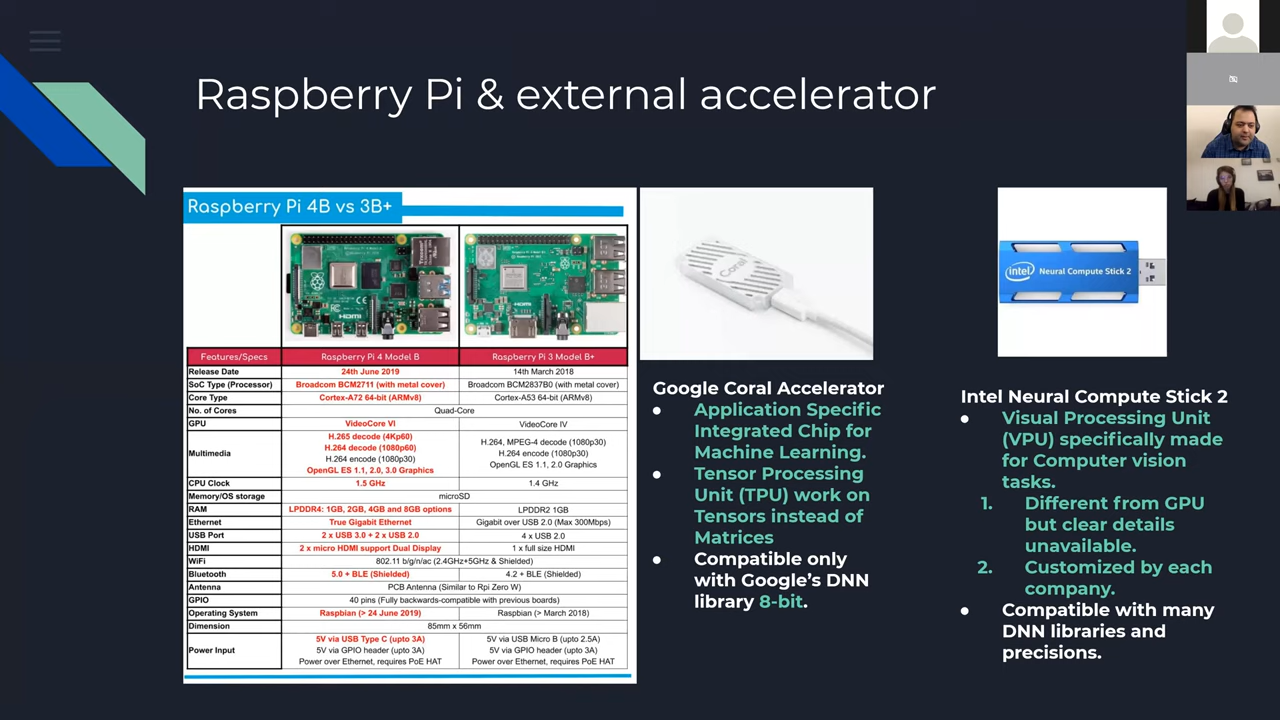 Raspberry Pi & external accelerator
Raspberry Pi 4B vs 3B+
Features/Specs Raspberry Pi 4 Model B Raspberry Pi 3 Model B+
Release Date 24th June 2019 14th March 2018
SoC Type (Processor) Broadcom BCM2711 (with metal cover) Broadcom BCM2837B0 (with metal cover)
Core Type Cortex-A72 64-bit (ARMv8) Cortex-A53 64-bit (ARMv8)
No. of Cores Quad-Core
GPU VideoCore VI VideoCore IV
Multimedia
H.265 decode (4Kp60)
H.264 decode (1080p60)
H.264 encode (1080p30)
OpenGL ES 1.1, 2.0, 3.0 Graphics
H.264, MPEG-4 decode (1080p30)
H.264 encode (1080p30)
OpenGL ES 1.1, 2.0 Graphics
CPU Clock 1.5 GHz 1.4 GHz
Memory/OS storage microSD
RAM LPDDR4: 1GB, 2GB, 4GB and 8GB options LPDDR2 1GB
Ethernet True Gigabit Ethernet Gigabit over USB 2.0 (Max 300Mbps)
USB Port 2 x USB 3.0 + 2 x USB 2.0 4 x USB 2.0
HDMI 2 x micro HDMI support Dual Display 1 x full size HDMI
WiFi 802.11 b/g/n/ac (2.4GHz+5GHz & Shielded)
Bluetooth 5.0 + BLE (Shielded) 4.2 + BLE (Shielded)
Antenna PCB Antenna (Similar to Rpi Zero W)
GPIO 40 pins (Fully backwards-compatible with previous boards)
Operating System Raspbian (> 24 June 2019) Raspbian (> March 2018)
Dimension 85mm x 56mm
Power Input
5V via USB Type C (upto 3A)
5V via GPIO header (upto 3A)
Power over Ethernet, requires PoE HAT
5V via USB Micro B (upto 2.5A)
5V via GPIO header (upto 3A)
Power over Ethernet, requires PoE HAT
Coral
Google Coral Accelerator
● Application Specific
Integrated Chip for
Machine Learning.
● Tensor Processing
Unit (TPU) work on
Tensors instead of
Matrices
● Compatible only
with Google's DNN
library 8-bit.
intel Neural Compute Stick 2
Intel Neural Compute Stick 2
● Visual Processing Unit
(VPU) specifically made
for Computer vision
tasks.
1. Different from GPU
but clear details
unavailable.
2. Customized by each
company.
● Compatible with many
DNN libraries and
precisions.